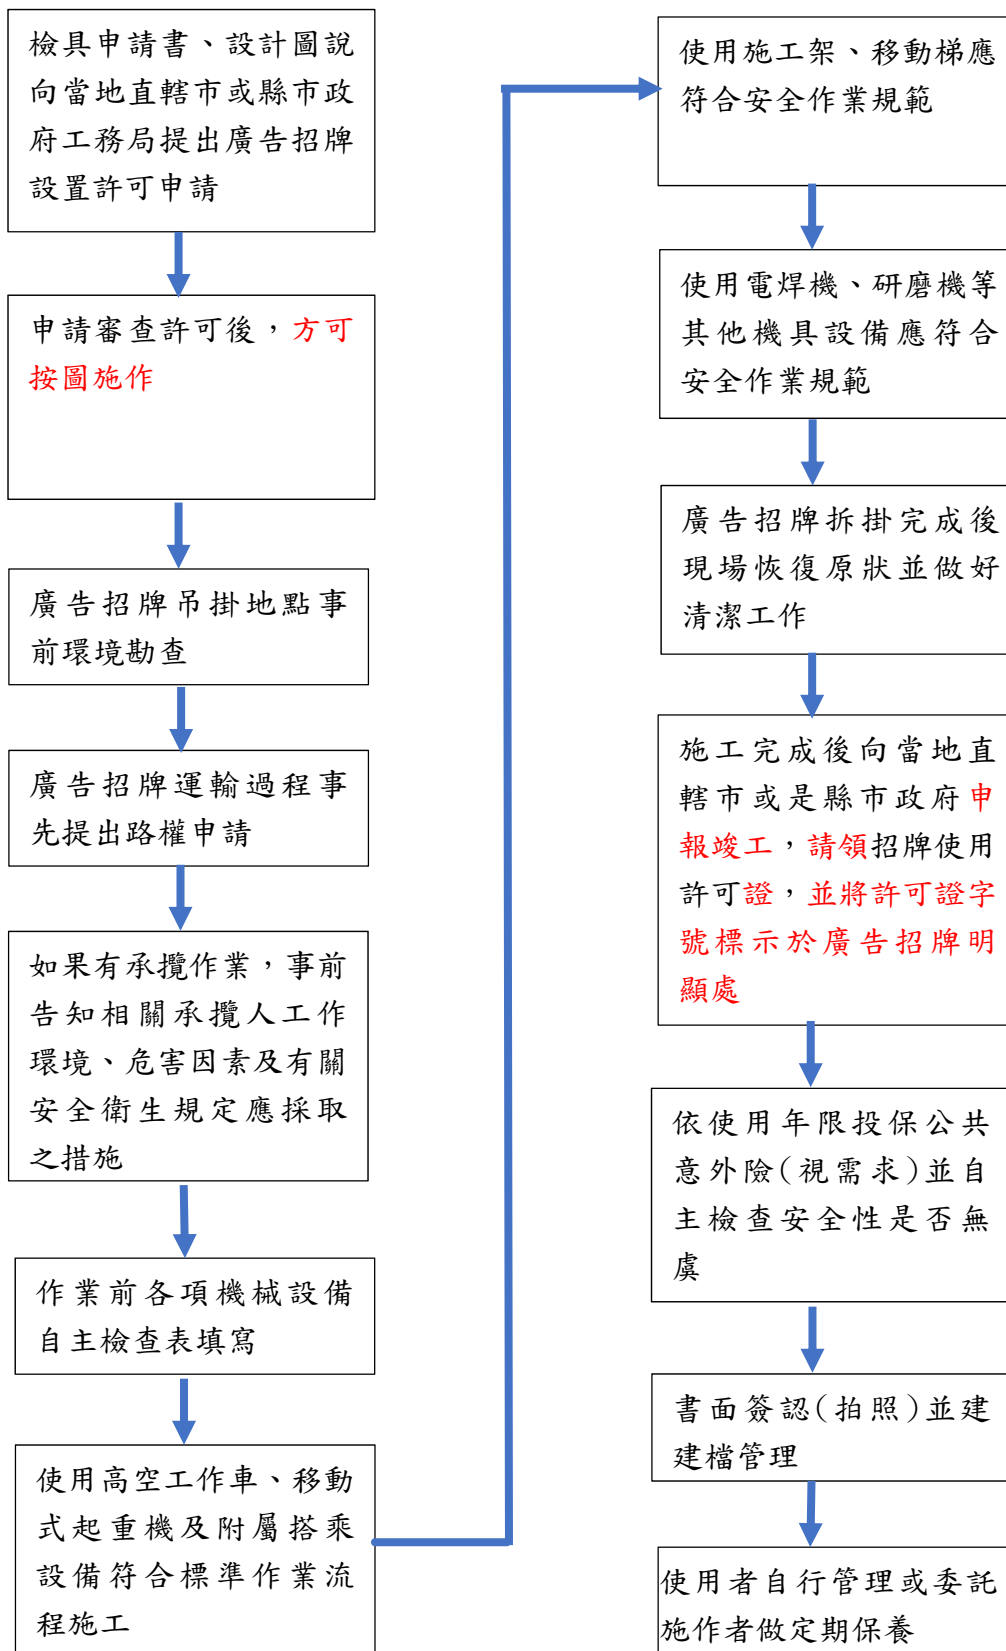 檢具申請書、設計圖說
向當地直轄市或縣市政
府工務局提出廣告招牌
設置許可申請
申請審查許可後，方可
按圖施作
廣告招牌吊掛地點事
前環境勘查
廣告招牌運輸過程事
先提出路權申請
如果有承攬作業，事前
告知相關承攬人工作
環境、危害因素及有關
安全衛生規定應採取
之措施
作業前各項機械設備
自主檢查表填寫
使用高空工作車、移動
式起重機及附屬搭乘
設備符合標準作業流
程施工
使用施工架、移動梯應
符合安全作業規範
使用電焊機、研磨機等
其他機具設備應符合
安全作業規範
廣告招牌拆掛完成後
現場恢復原狀並做好
清潔工作
施工完成後向當地直
轄市或是縣市政府申
報竣工，請領招牌使用
許可證，並將許可證字
號標示於廣告招牌明
顯處
依使用年限投保公共
意外險(視需求)並自
主檢查安全性是否無
虞
書面簽認(拍照)並建
建檔管理
使用者自行管理或委託
施作者做定期保養